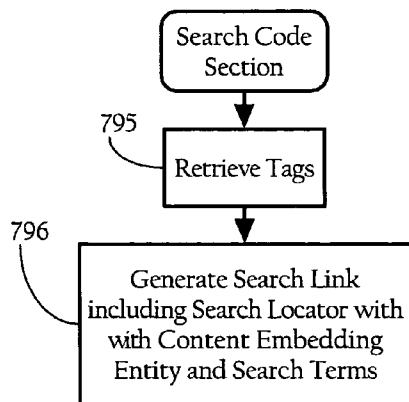 Search Code
Section
795
Retrieve Tags
796
Generate Search Link
including Search Locator with
with Content Embedding
Entity and Search Terms